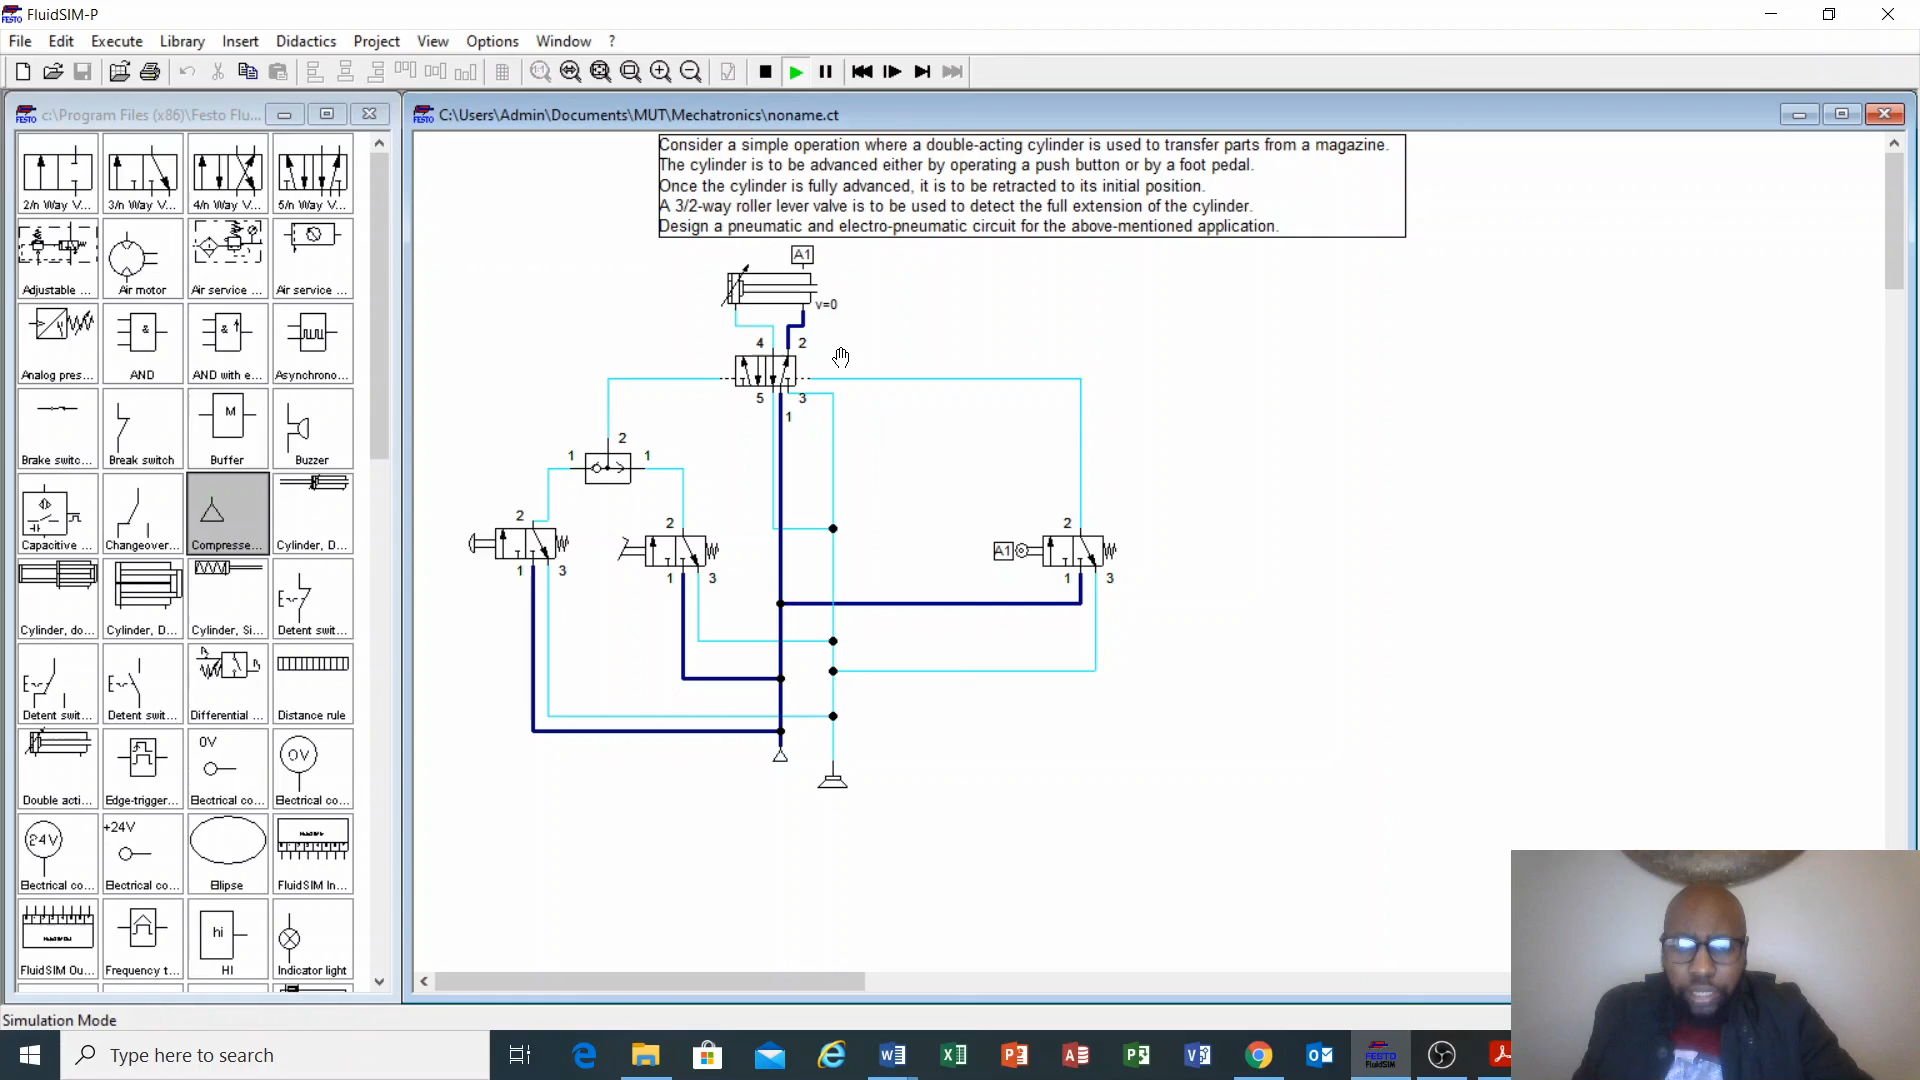 FluidSIM-P
File Edit Execute Library Insert Didactics Project View Options Window ?
c:\Program Files (x86)\Festo Flu...
C:\Users\Admin\Documents\MUT\Mechatronics\noname.ct
Consider a simple operation where a double-acting cylinder is used to transfer parts from a magazine.
The cylinder is to be advanced either by operating a push button or by a foot pedal.
Once the cylinder is fully advanced, it is to be retracted to its initial position.
A 3/2-way roller lever valve is to be used to detect the full extension of the cylinder.
Design a pneumatic and electro-pneumatic circuit for the above-mentioned application.
2/n Way V... 3/n Way V... 4/n Way V... 5/n Way V...
Adjustable ... Air motor Air service ... Air service ...
Analog pres... AND AND with e... Asynchrono...
Brake switc... Break switch Buffer Buzzer
Capacitive ... Changeover... Compresse... Cylinder, D...
Cylinder, do... Cylinder, D... Cylinder, Si... Detent swit...
Detent swit... Detent swit... Differential ... Distance rule
Double acti... Edge-trigger... Electrical co... Electrical co...
Electrical co... Electrical co... Ellipse FluidSIM In...
FluidSIM Ou... Frequency t... HI Indicator light
& & M
0V 0V
24V +24V
hi
A1
v=0
4 2
5 3
1
2
1 1
2 2 2
A1
1 3 1 3 1 3
Simulation Mode
Type here to search
FESTO
FluidSIM